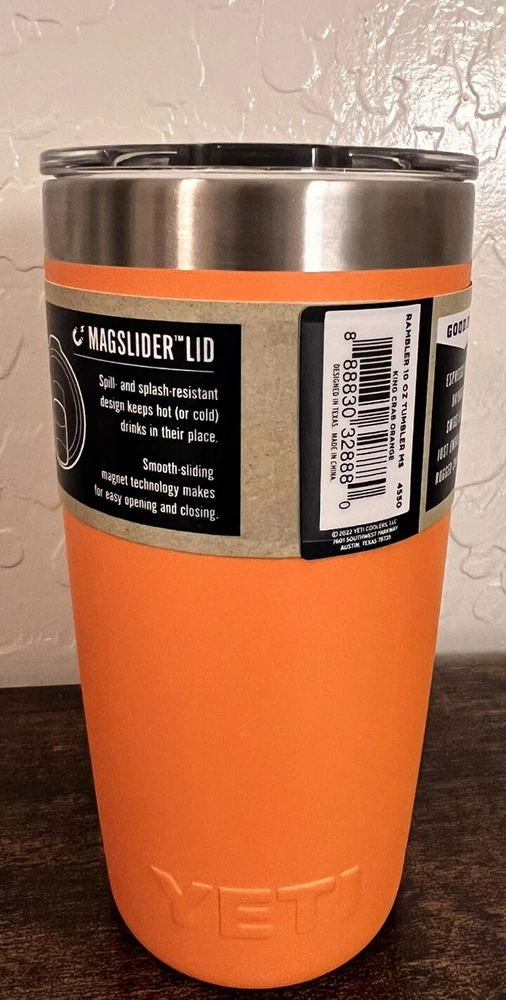 MAGSLIDER™ LID
Spill- and splash-resistant
design keeps hot (or cold)
drinks in their place.
Smooth-sliding
magnet technology makes
for easy opening and closing.
RAMBLER 10 OZ TUMBLER MS 4550
KING CRAB ORANGE
8 88830 32888 0
DESIGNED IN TEXAS. MADE IN CHINA.
© 2022 YETI COOLERS, LLC
7601 SOUTHWEST PARKWAY
AUSTIN, TEXAS 78735
JUST
YETI